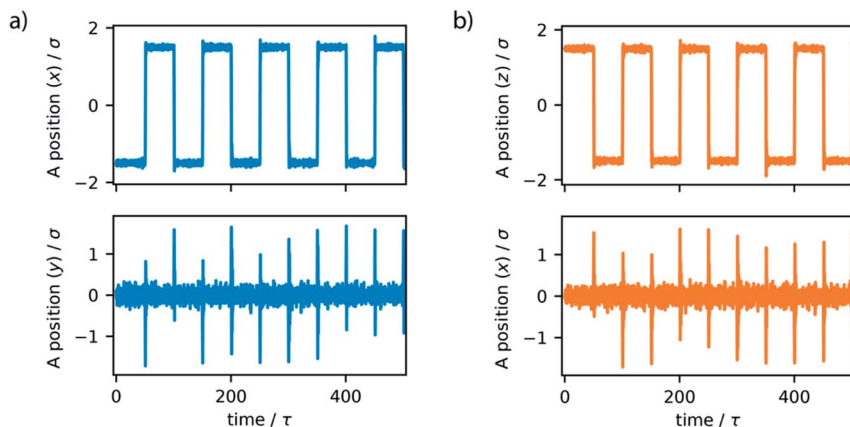 a)
A position (x) / σ
2
0
−2
A position (y) / σ
1
0
−1
0
200
400
time / τ
b)
A position (z) / σ
2
0
−2
A position (x) / σ
1
0
−1
0
200
400
time / τ